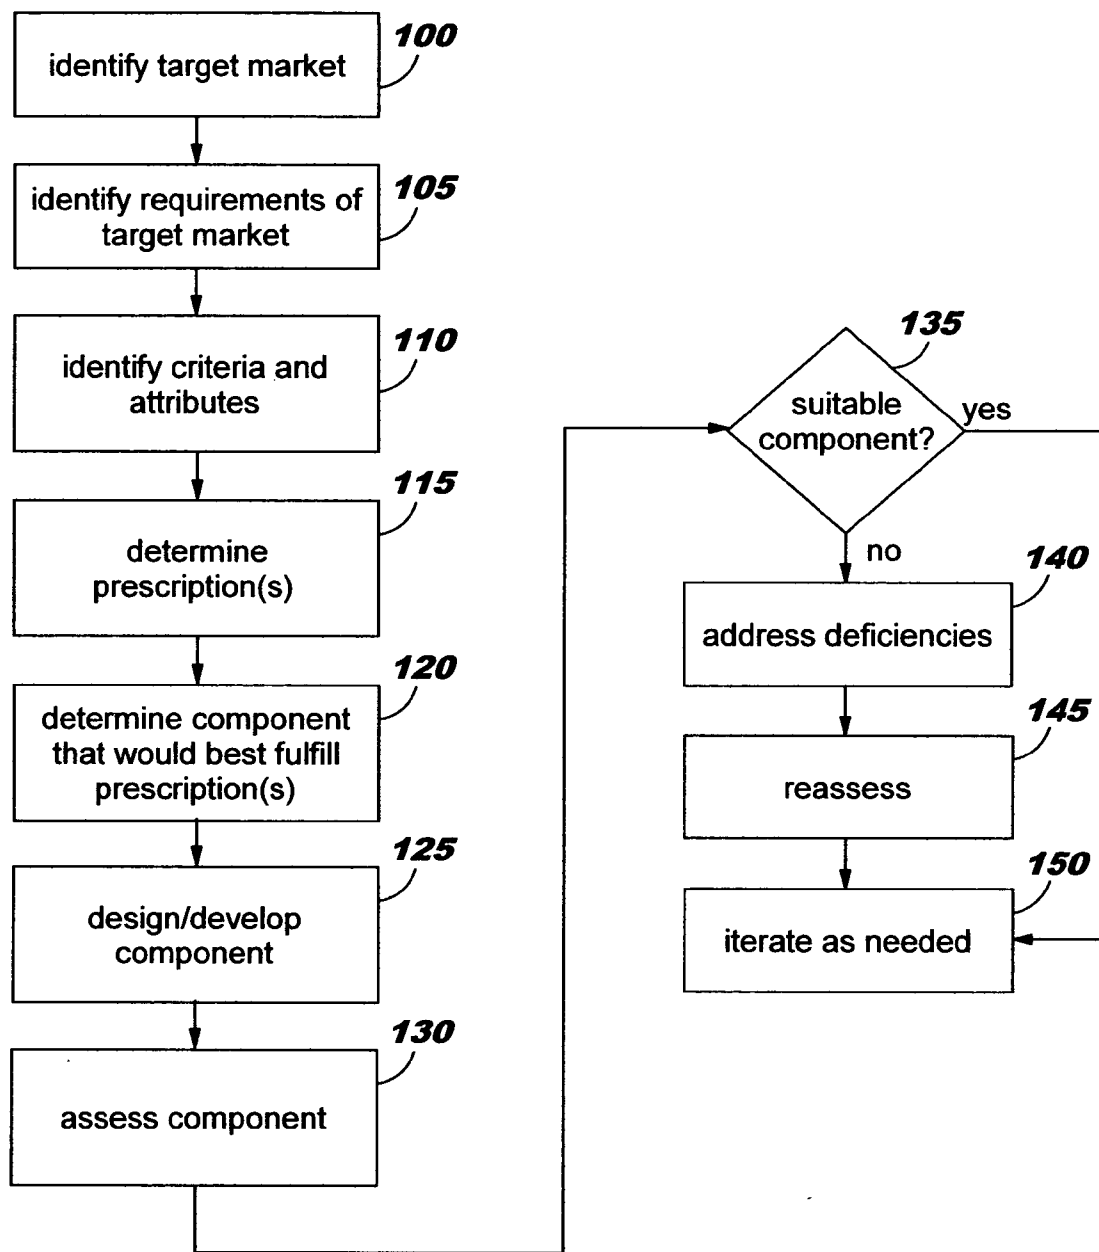 100
identify target market
105
identify requirements of
target market
110
identify criteria and
attributes
115
determine
prescription(s)
120
determine component
that would best fulfill
prescription(s)
125
design/develop
component
130
assess component
135
suitable
component?
yes
no
140
address deficiencies
145
reassess
150
iterate as needed